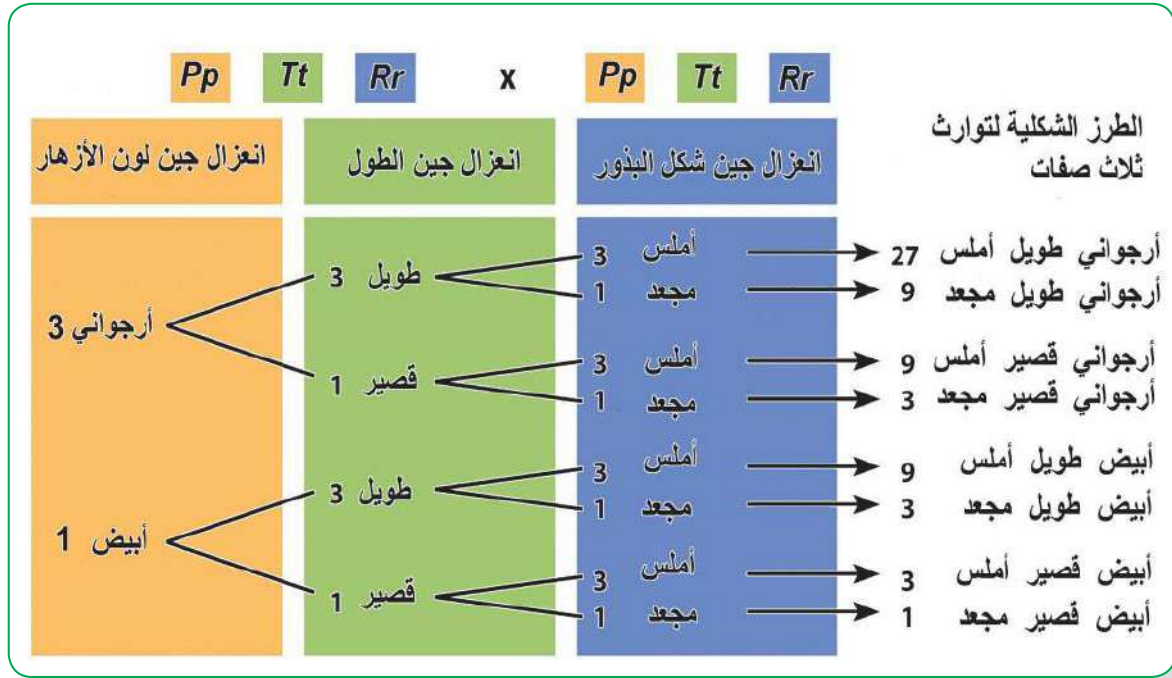 Pp Tt Rr x Pp Tt Rr
الطرز الشكلية لتوارث
ثلاث صفات
انعزال جين شكل البذور
انعزال جين الطول
انعزال جين لون الأزهار
أرجواني 3
أبيض 1
طويل 3
قصير 1
طويل 3
قصير 1
أملس 3
مجعد 1
أملس 3
مجعد 1
أملس 3
مجعد 1
أملس 3
مجعد 1
أرجواني طويل أملس 27
أرجواني طويل مجعد 9
أرجواني قصير أملس 9
أرجواني قصير مجعد 3
أبيض طويل أملس 9
أبيض طويل مجعد 3
أبيض قصير أملس 3
أبيض قصير مجعد 1